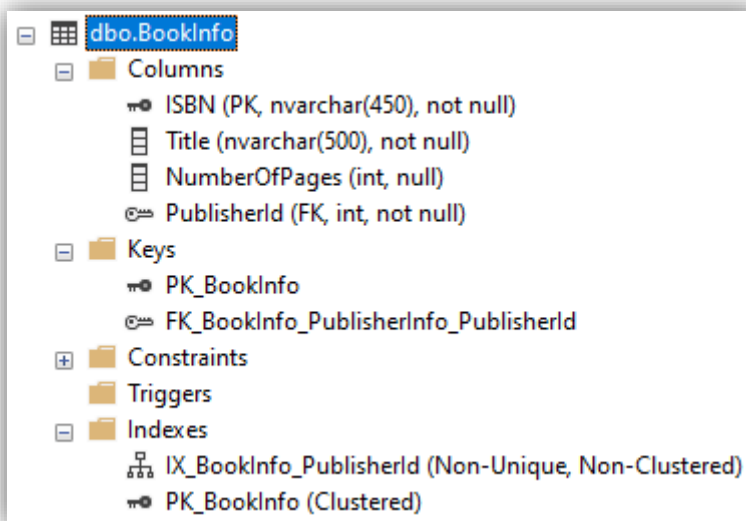 dbo.BookInfo
Columns
ISBN (PK, nvarchar(450), not null)
Title (nvarchar(500), not null)
NumberOfPages (int, null)
PublisherId (FK, int, not null)
Keys
PK_BookInfo
FK_BookInfo_PublisherInfo_PublisherId
Constraints
Triggers
Indexes
IX_BookInfo_PublisherId (Non-Unique, Non-Clustered)
PK_BookInfo (Clustered)